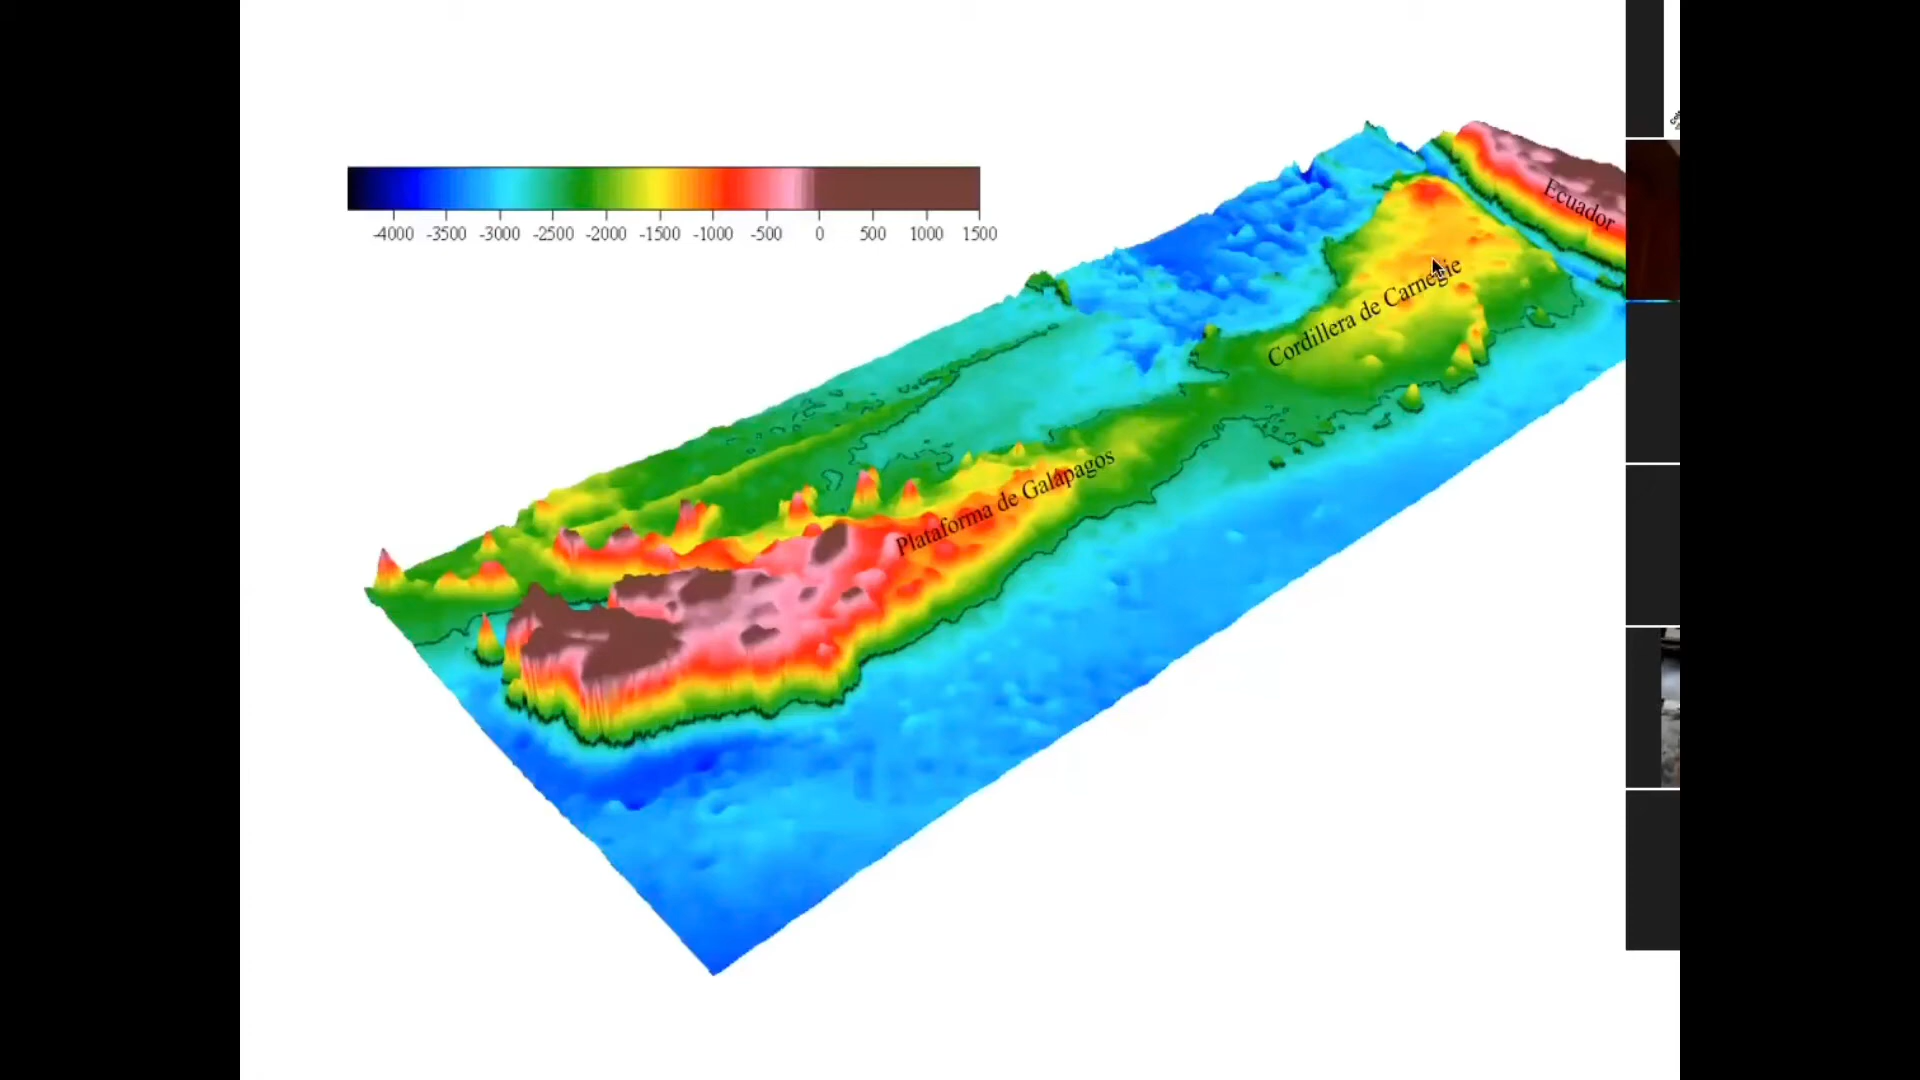 -4000 -3500 -3000 -2500 -2000 -1500 -1000 -500 0 500 1000 1500
Ecuador
Cordillera de Carnegie
Plataforma de Galápagos